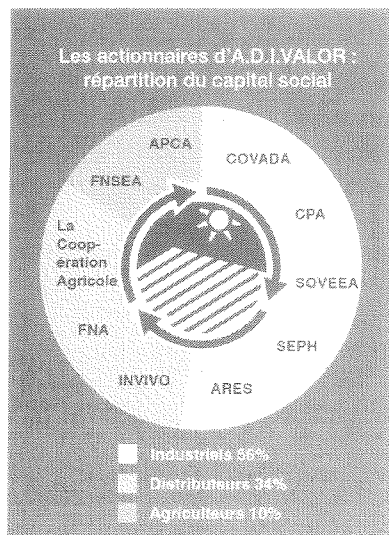 Les actionnaires d'A.D.I.VALOR :
répartition du capital social
APCA
COVADA
FNSEA
CPA
La
Coop-
ération
Agricole
SOVEEA
FNA
SEPH
INVIVO
ARES
Industriels 56%
Distributeurs 34%
Agriculteurs 10%